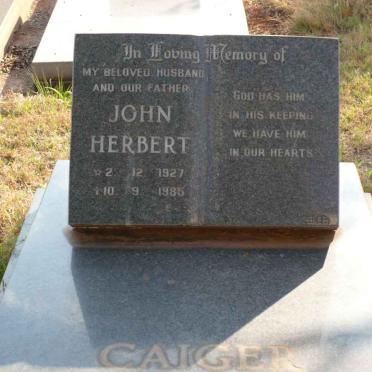 In Loving Memory of
MY BELOVED HUSBAND
AND OUR FATHER
JOHN
HERBERT
☆ 2. 12. 1927
✝ 10. 9. 1985
GOD HAS HIM
IN HIS KEEPING
WE HAVE HIM
IN OUR HEARTS
CAIGER